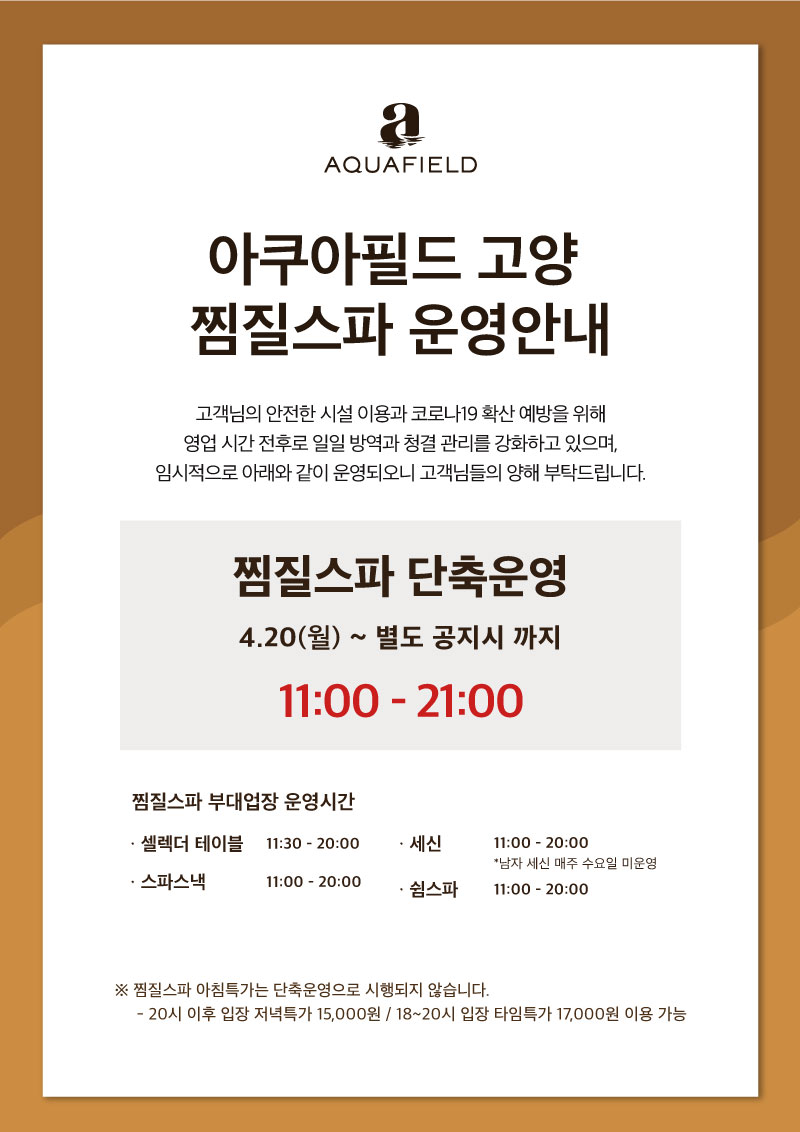 a
AQUAFIELD
아쿠아필드 고양
찜질스파 운영안내
고객님의 안전한 시설 이용과 코로나19 확산 예방을 위해
영업 시간 전후로 일일 방역과 청결 관리를 강화하고 있으며,
임시적으로 아래와 같이 운영되오니 고객님들의 양해 부탁드립니다.
찜질스파 단축운영
4.20(월) ~ 별도 공지시 까지
11:00 - 21:00
찜질스파 부대업장 운영시간
· 셀렉더 테이블 11:30 - 20:00
· 스파스낵 11:00 - 20:00
· 세신 11:00 - 20:00
*남자 세신 매주 수요일 미운영
· 쉼스파 11:00 - 20:00
※ 찜질스파 아침특가는 단축운영으로 시행되지 않습니다.
- 20시 이후 입장 저녁특가 15,000원 / 18~20시 입장 타임특가 17,000원 이용 가능